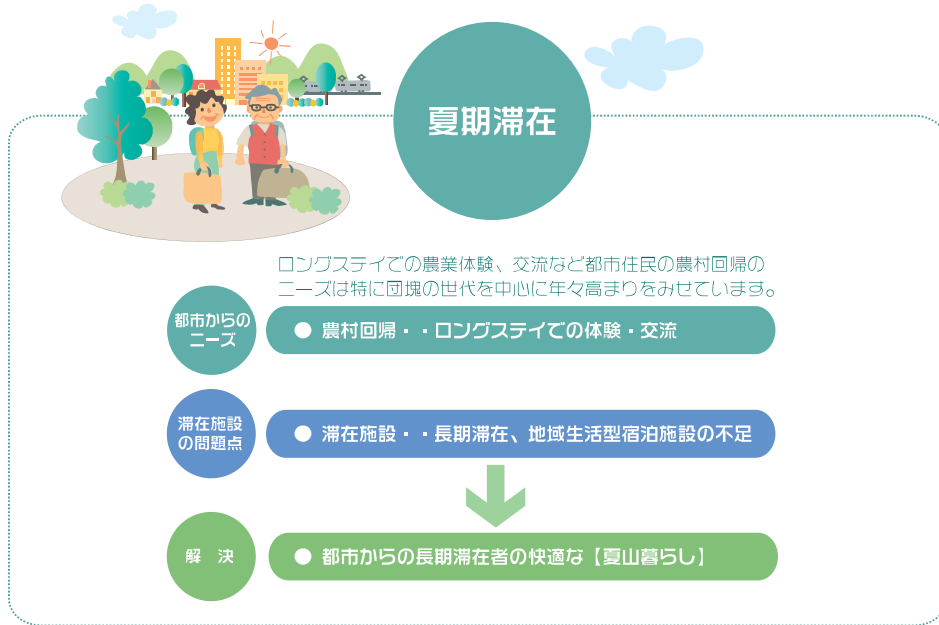 夏期滞在
ロングステイでの農業体験、交流など都市住民の農村回帰の
ニーズは特に団塊の世代を中心に年々高まりをみせています。
都市からの
ニーズ
● 農村回帰・・ロングステイでの体験・交流
滞在施設
の問題点
● 滞在施設・・長期滞在、地域生活型宿泊施設の不足
解　決
● 都市からの長期滞在者の快適な【夏山暮らし】